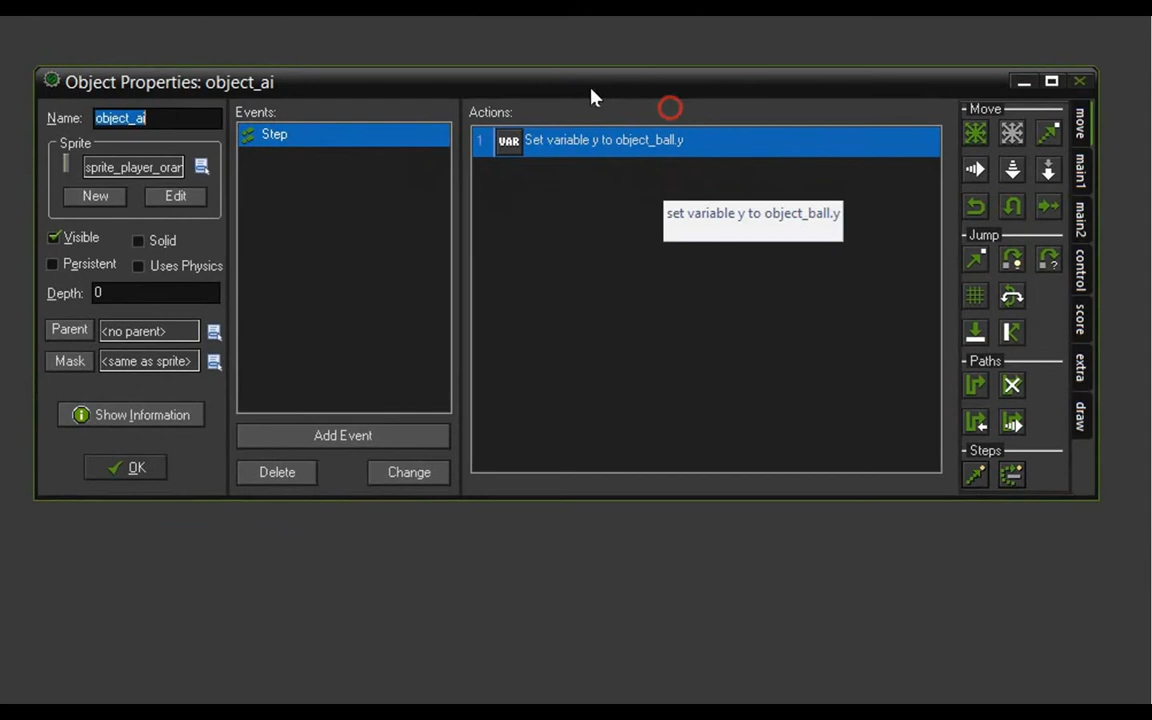 Object Properties: object_ai
Name: object_ai
Sprite
sprite_player_oran
New
Edit
Visible
Solid
Persistent
Uses Physics
Depth: 0
Parent
<no parent>
Mask
<same as sprite>
Show Information
OK
Events:
Step
Add Event
Delete
Change
Actions:
1 VAR Set variable y to object_ball.y
set variable y to object_ball.y
Move
Jump
Paths
Steps
move
main1
main2
control
score
extra
draw